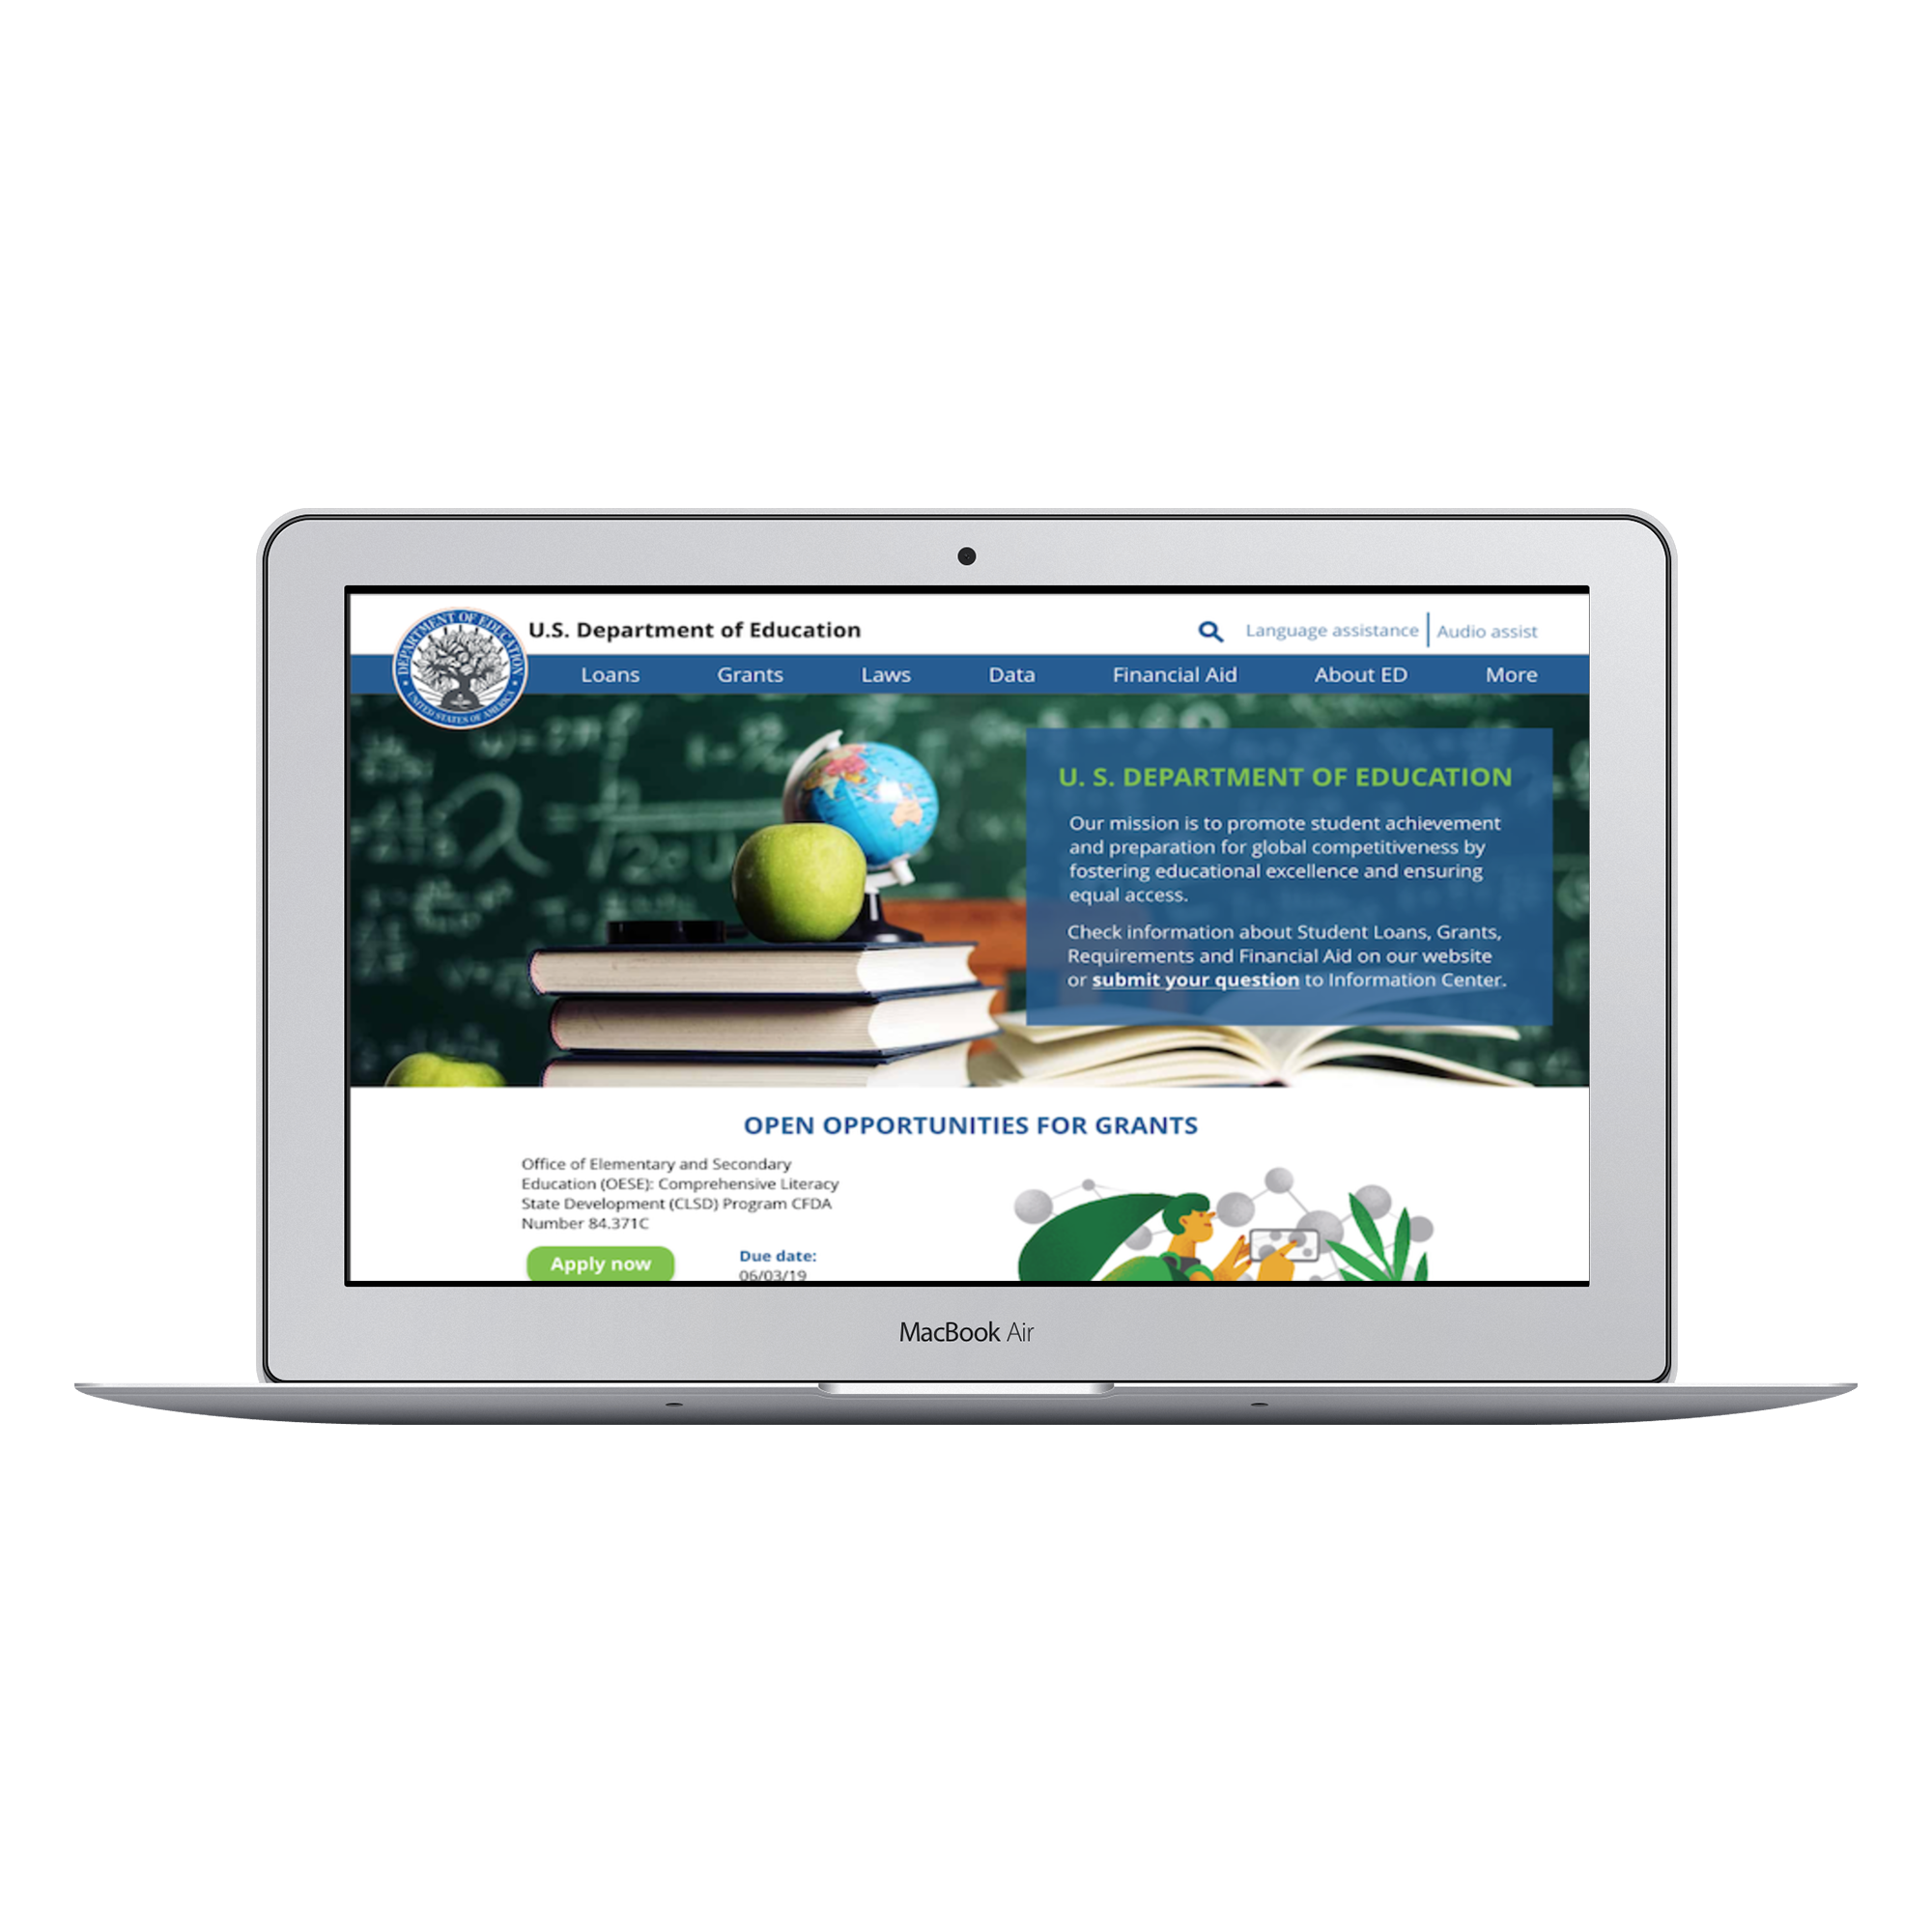 DEPARTMENT OF EDUCATION
UNITED STATES OF AMERICA
U.S. Department of Education
Language assistance
Audio assist
Loans Grants Laws Data Financial Aid About ED More
U. S. DEPARTMENT OF EDUCATION
Our mission is to promote student achievement
and preparation for global competitiveness by
fostering educational excellence and ensuring
equal access.
Check information about Student Loans, Grants,
Requirements and Financial Aid on our website
or submit your question to Information Center.
OPEN OPPORTUNITIES FOR GRANTS
Office of Elementary and Secondary
Education (OESE): Comprehensive Literacy
State Development (CLSD) Program CFDA
Number 84.371C
Apply now
Due date:
06/03/19
MacBook Air